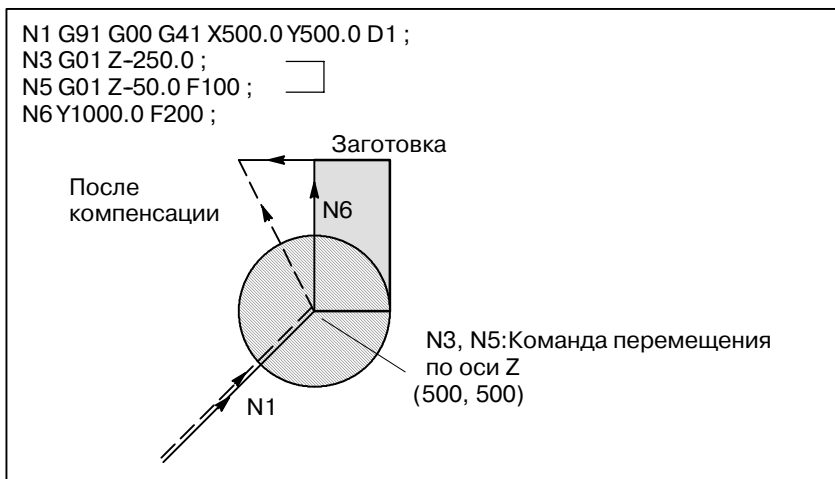 N1 G91 G00 G41 X500.0 Y500.0 D1 ;
N3 G01 Z-250.0 ;
N5 G01 Z-50.0 F100 ;
N6 Y1000.0 F200 ;
Заготовка
После
компенсации
N6
N3, N5:Команда перемещения
по оси Z
(500, 500)
N1